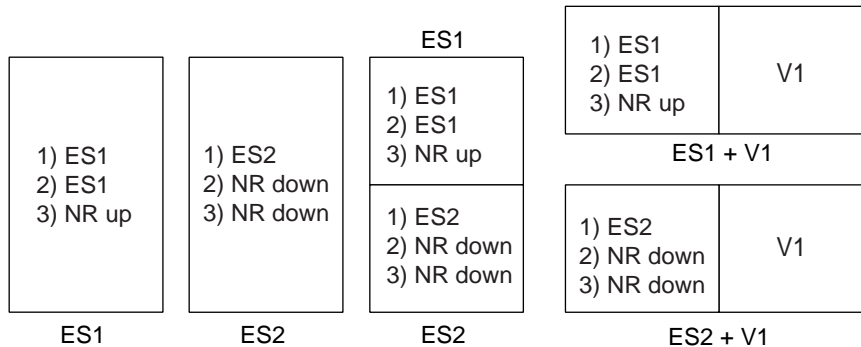 1) ES1
2) ES1
3) NR up
ES1
1) ES2
2) NR down
3) NR down
ES2
ES1
1) ES1
2) ES1
3) NR up
1) ES2
2) NR down
3) NR down
ES2
1) ES1
2) ES1
3) NR up
V1
ES1 + V1
1) ES2
2) NR down
3) NR down
V1
ES2 + V1